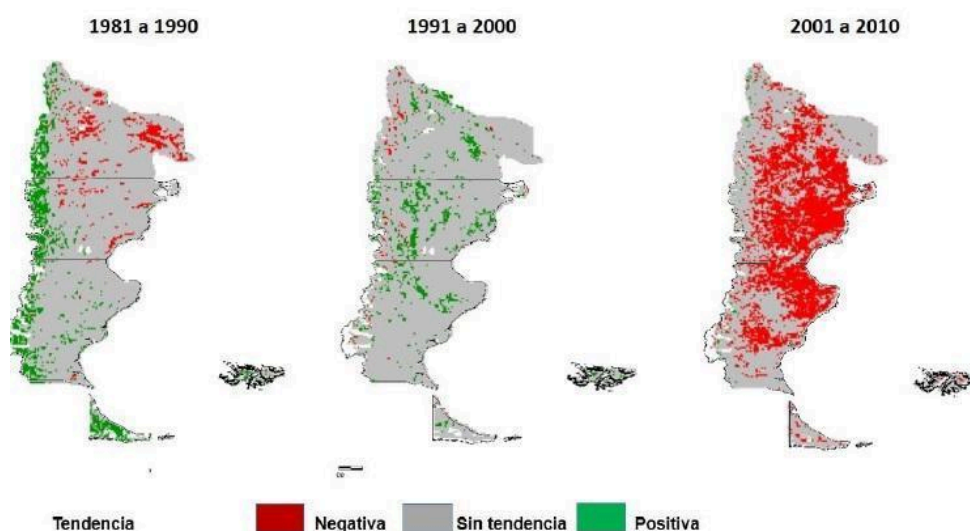 1981 a 1990
1991 a 2000
2001 a 2010
Tendencia Negativa Sin tendencia Positiva